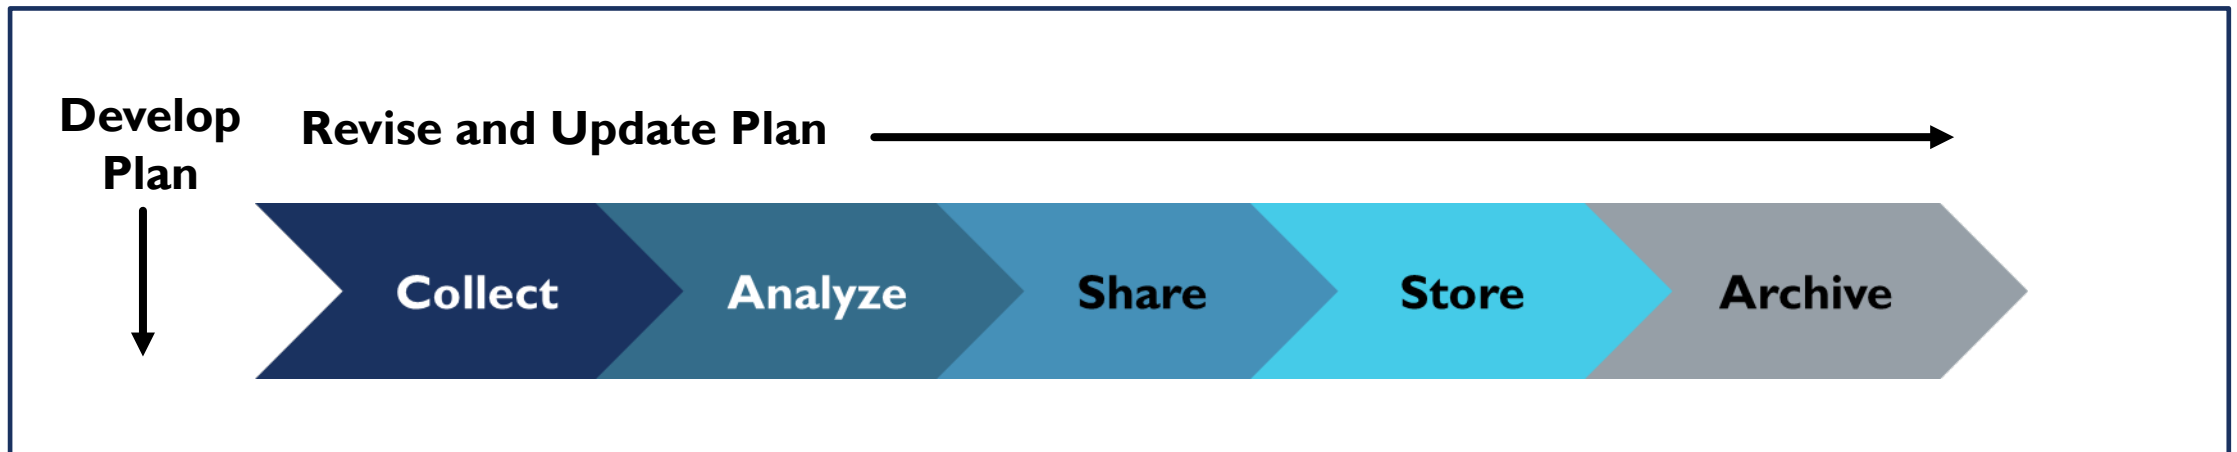 Develop
Plan
Revise and Update Plan
Collect
Analyze
Share
Store
Archive